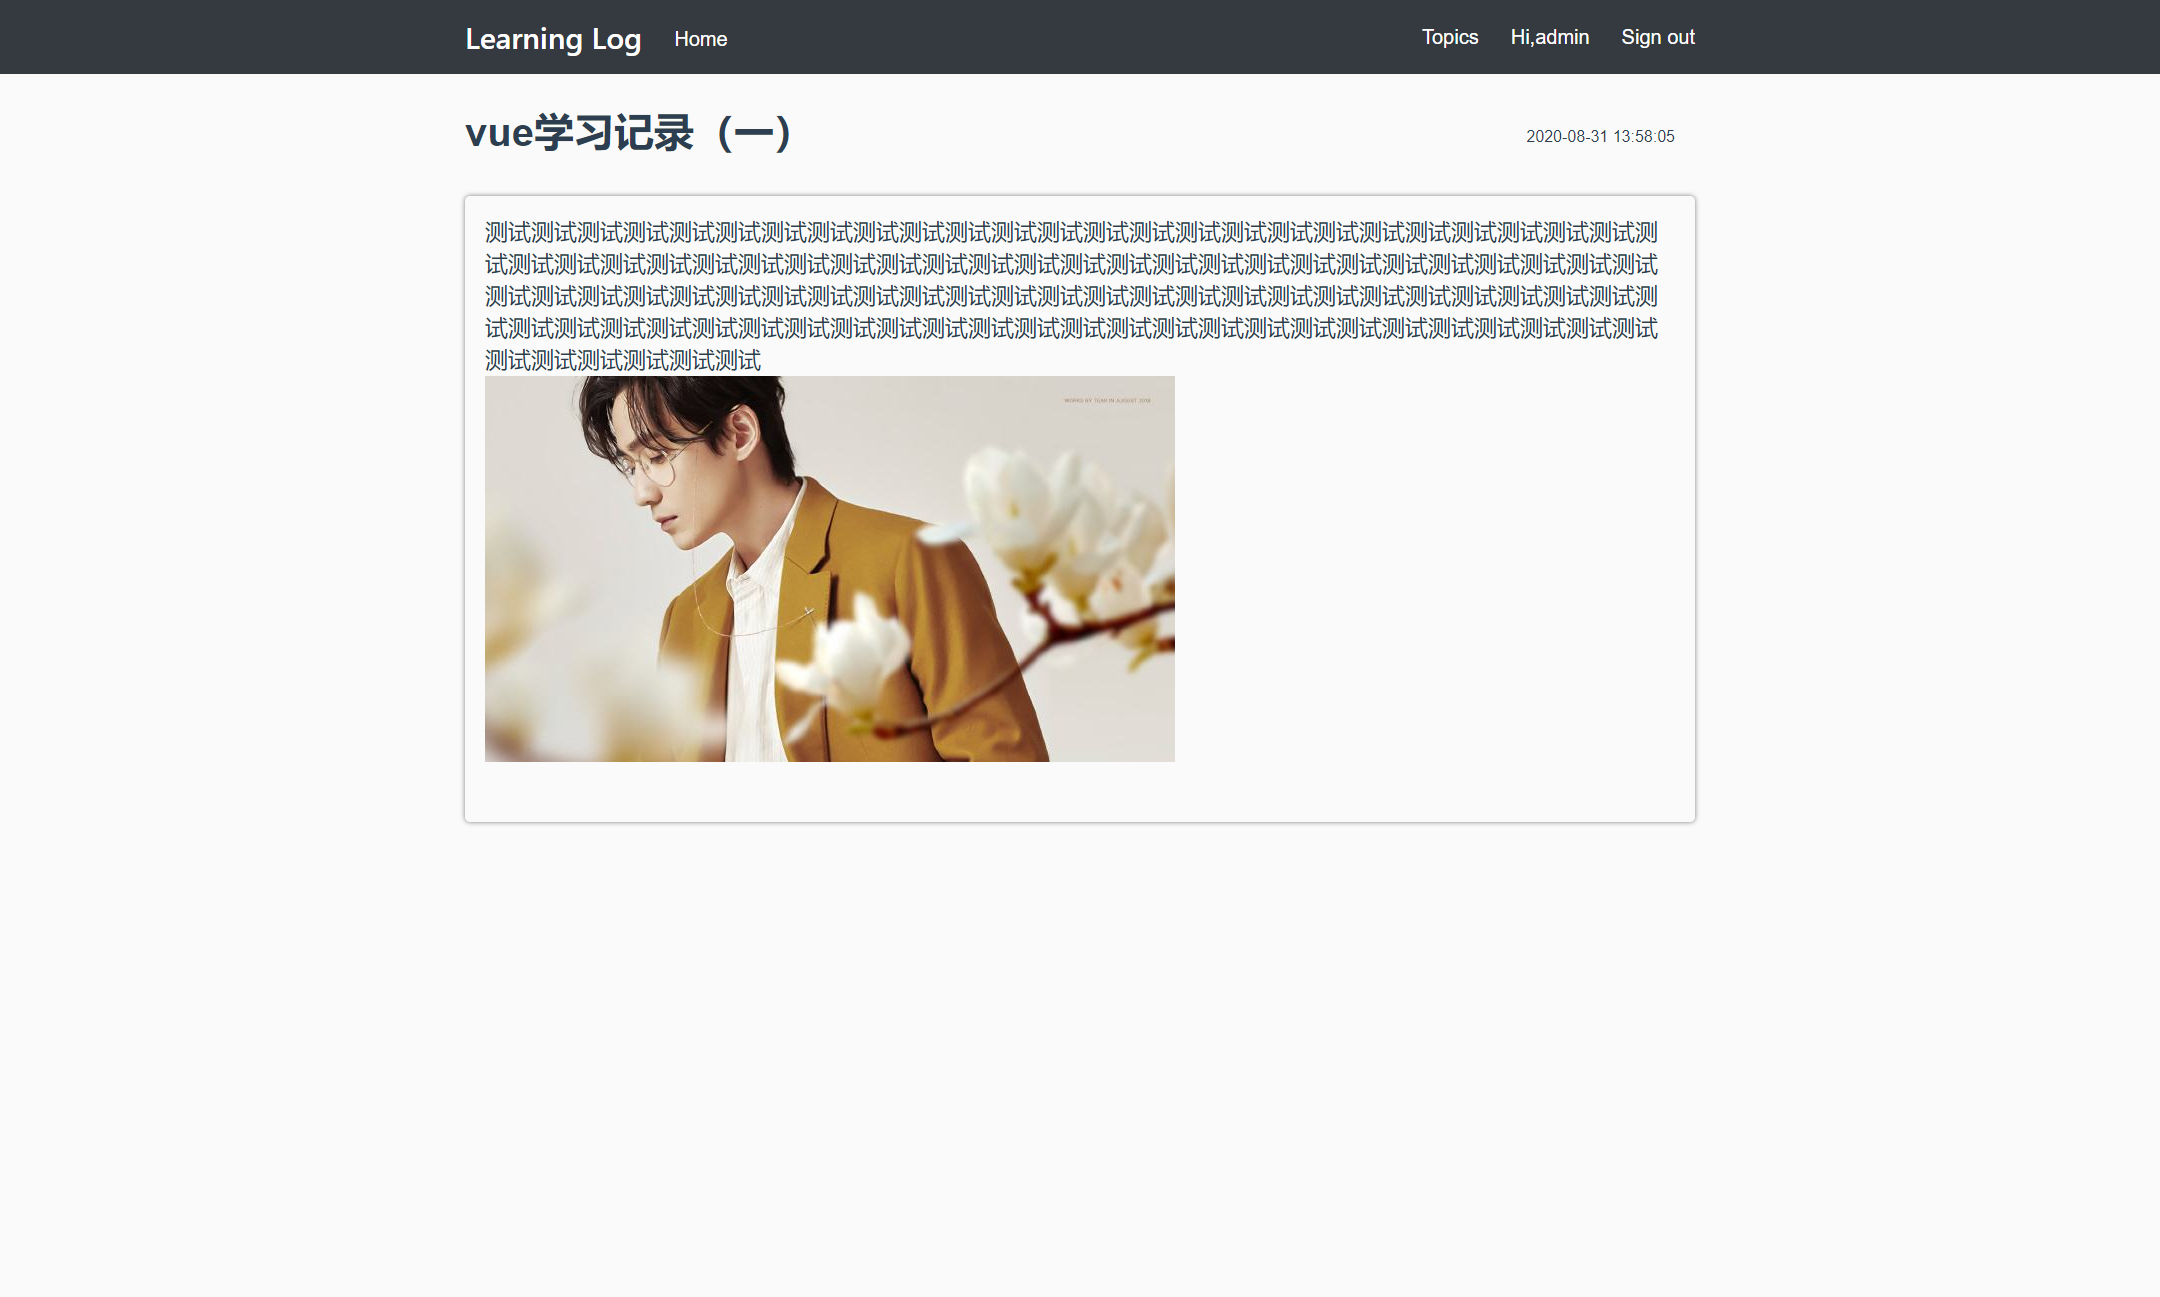 Learning Log Home Topics Hi,admin Sign out
vue学习记录（一） 2020-08-31 13:58:05
测试测试测试测试测试测试测试测试测试测试测试测试测试测试测试测试测试测试测试测试测试测试测试测试测试测
试测试测试测试测试测试测试测试测试测试测试测试测试测试测试测试测试测试测试测试测试测试测试测试测试测试
测试测试测试测试测试测试测试测试测试测试测试测试测试测试测试测试测试测试测试测试测试测试测试测试测试测
试测试测试测试测试测试测试测试测试测试测试测试测试测试测试测试测试测试测试测试测试测试测试测试测试测试
测试测试测试测试测试测试
WORKS BY IN AUGUST